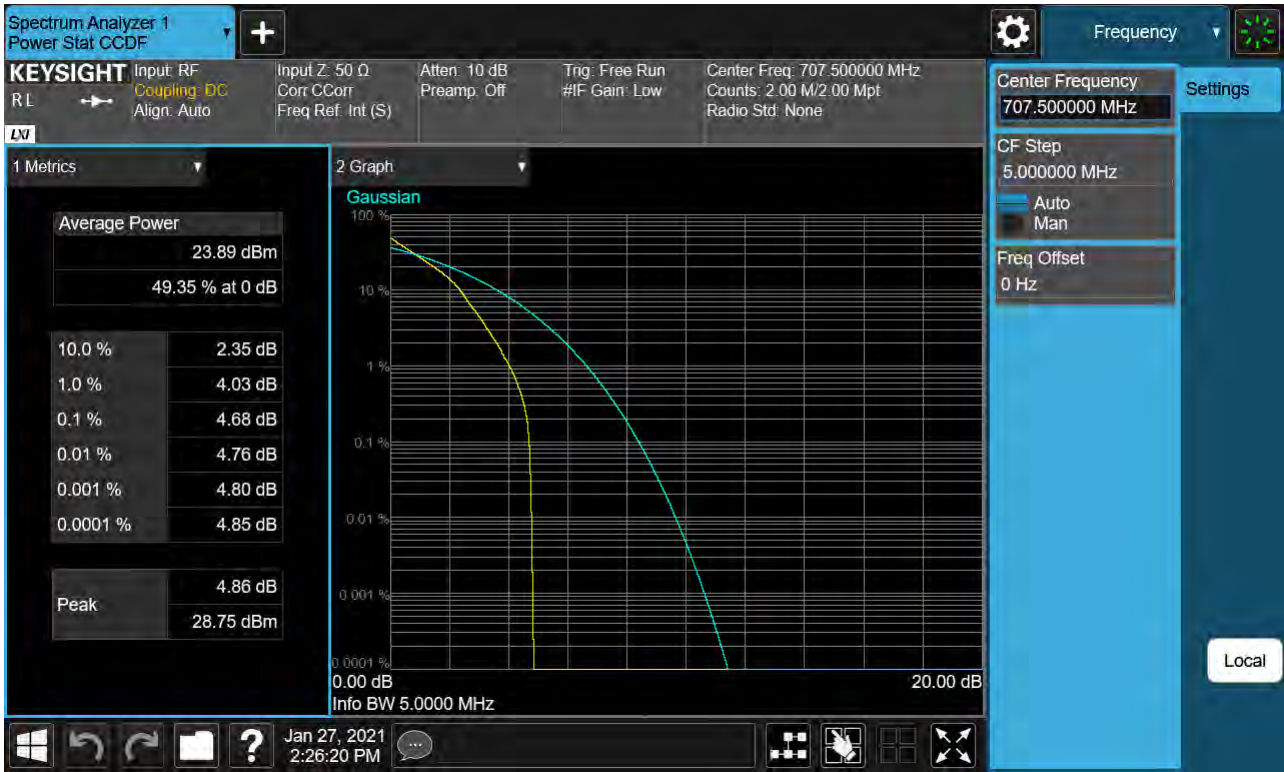 Spectrum Analyzer 1
Power Stat CCDF
Frequency
KEYSIGHT
RL
LXI
Input: RF
Coupling: DC
Align: Auto
Input Z: 50 Ω
Corr CCorr
Freq Ref: Int (S)
Atten: 10 dB
Preamp: Off
Trig: Free Run
#IF Gain: Low
Center Freq: 707.500000 MHz
Counts: 2.00 M/2.00 Mpt
Radio Std: None
Center Frequency
707.500000 MHz
Settings
CF Step
5.000000 MHz
Auto
Man
Freq Offset
0 Hz
1 Metrics
Average Power
23.89 dBm
49.35 % at 0 dB
10.0 % 2.35 dB
1.0 % 4.03 dB
0.1 % 4.68 dB
0.01 % 4.76 dB
0.001 % 4.80 dB
0.0001 % 4.85 dB
Peak
4.86 dB
28.75 dBm
2 Graph
Gaussian
100 %
10 %
1 %
0.1 %
0.01 %
0.001 %
0.0001 %
0.00 dB 20.00 dB
Info BW 5.0000 MHz
Local
Jan 27, 2021
2:26:20 PM